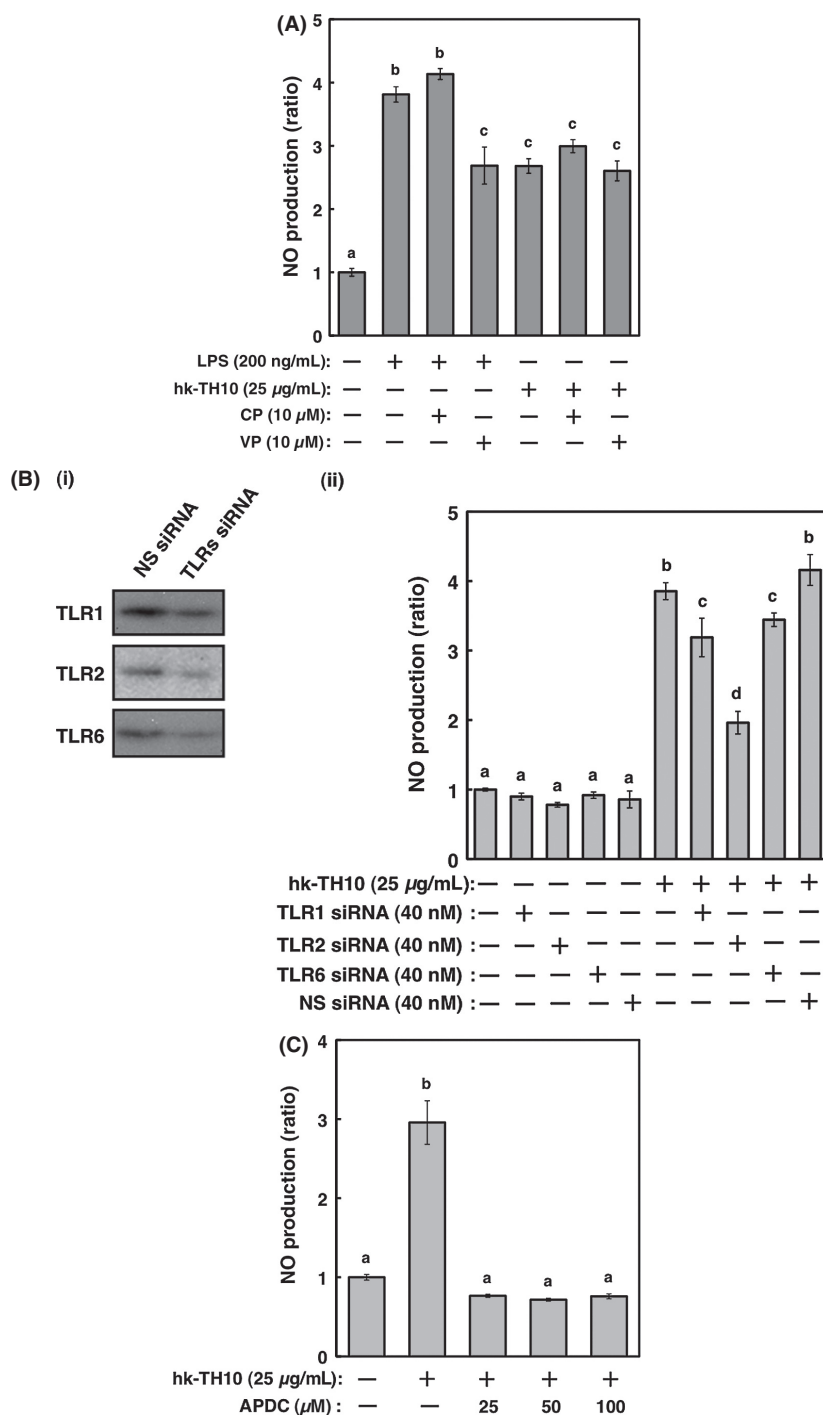 (A)
NO production (ratio)
5
4
3
2
1
0
a
b
b
c
c
c
c
LPS (200 ng/mL): — + + + — — —
hk-TH10 (25 µg/mL): — — — — + + +
CP (10 µM) : — — + — — + —
VP (10 µM) : — — — + — — +
(B) (i)
NS siRNA
TLRs siRNA
TLR1
TLR2
TLR6
(ii)
NO production (ratio)
5
4
3
2
1
0
a
a
a
a
a
b
c
d
c
b
hk-TH10 (25 µg/mL): — — — — — + + + + +
TLR1 siRNA (40 nM) : — + — — — — + — — —
TLR2 siRNA (40 nM) : — — + — — — — + — —
TLR6 siRNA (40 nM) : — — — + — — — — + —
NS siRNA (40 nM) : — — — — + — — — — +
(C)
NO production (ratio)
4
3
2
1
0
a
b
a
a
a
hk-TH10 (25 µg/mL): — + + + +
APDC (µM) : — — 25 50 100